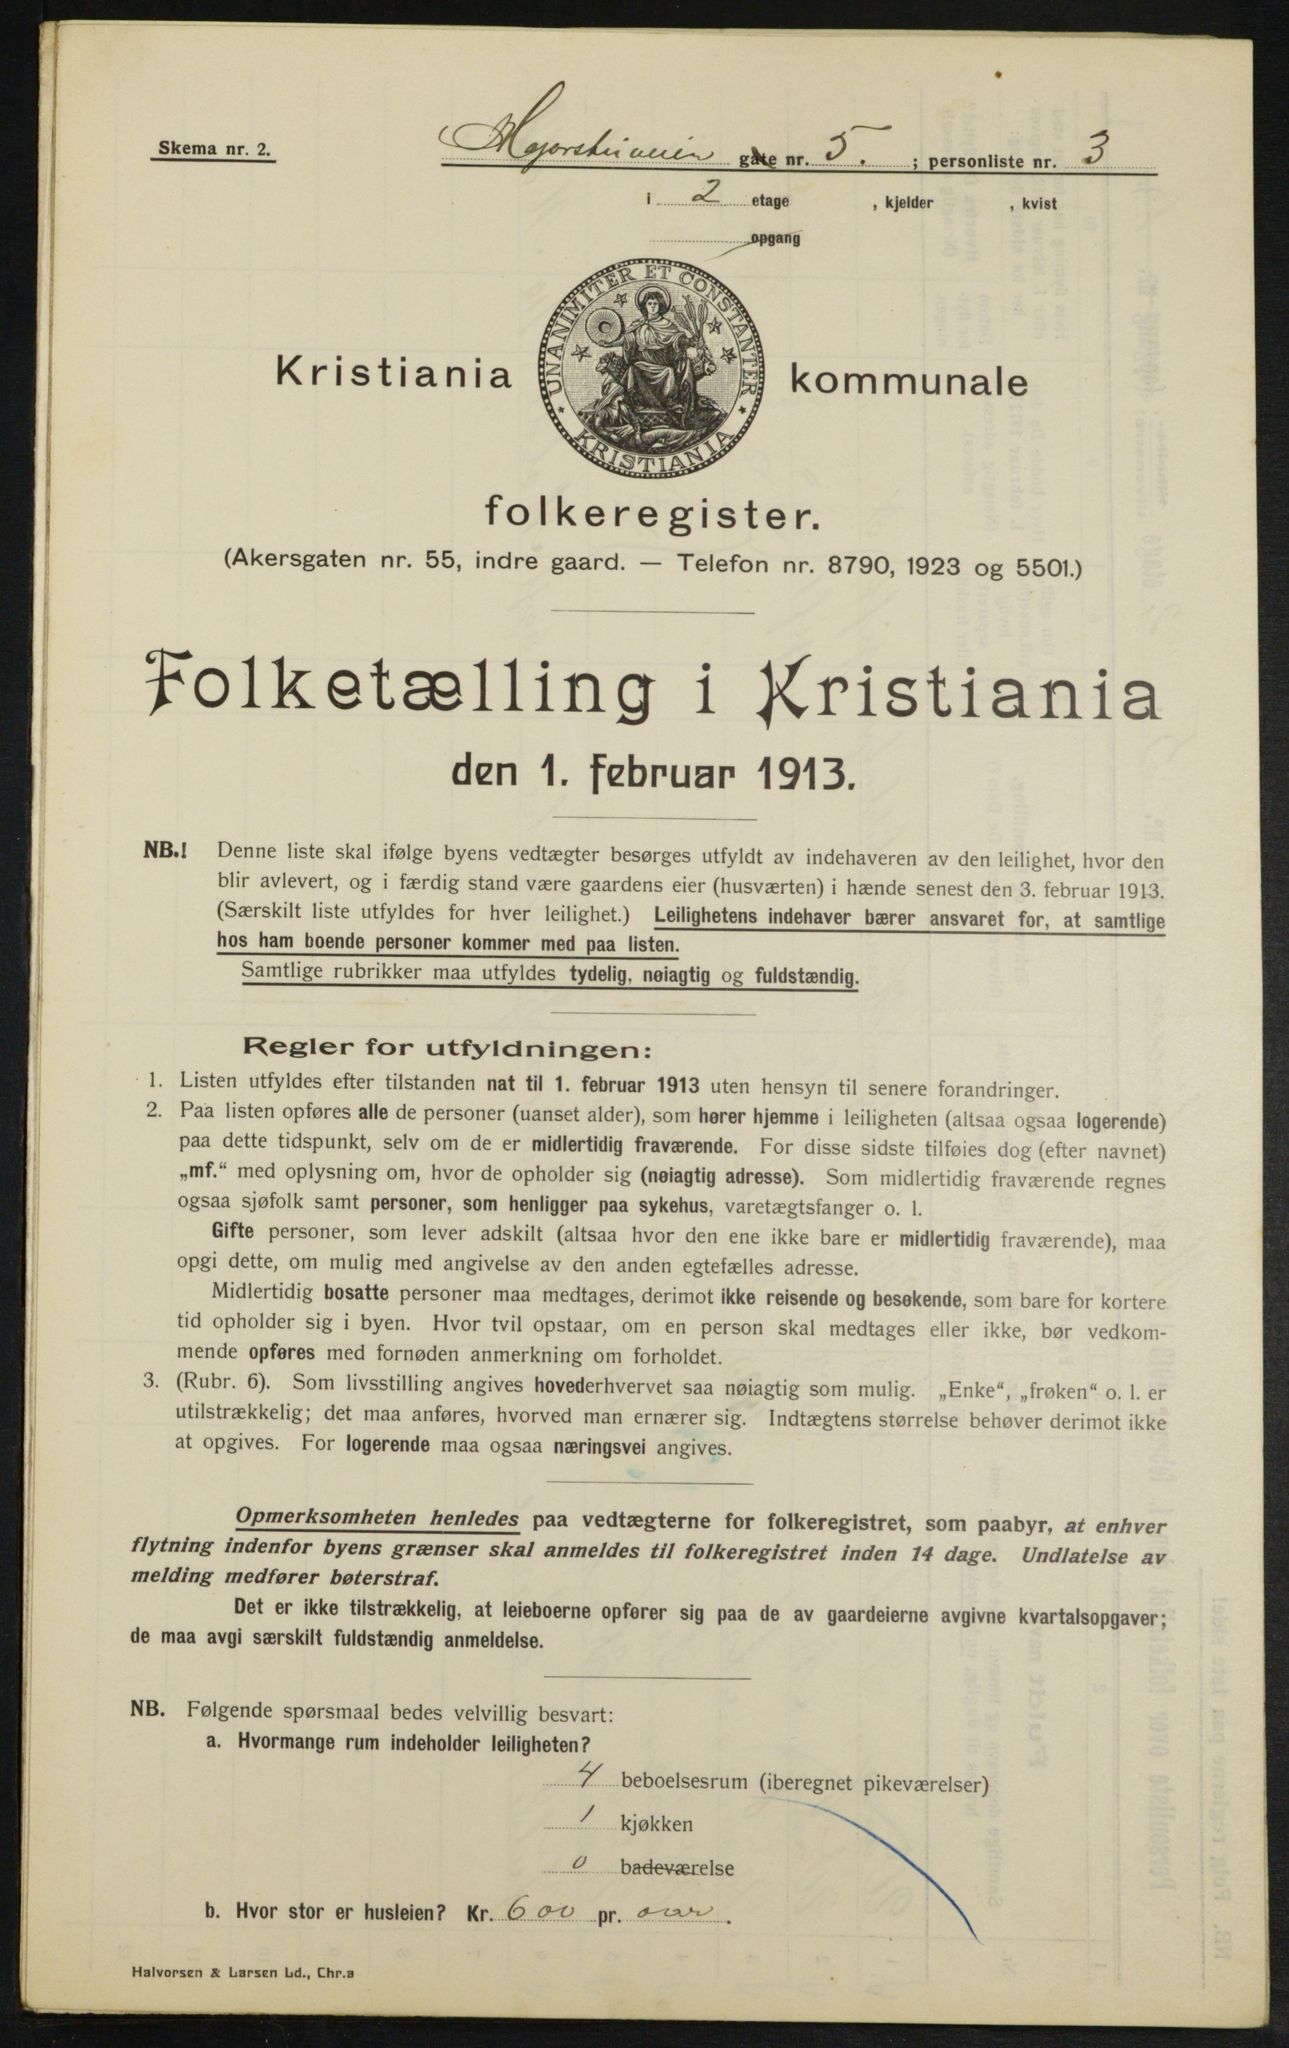 Skema nr. 2.
Majorstuveien gate nr. 5. ; personliste nr. 3
i 2 etage , kjelder , kvist
opgang
UNANIMITER ET CONSTANTER
KRISTIANIA
Kristiania kommunale
folkeregister.
(Akersgaten nr. 55, indre gaard. — Telefon nr. 8790, 1923 og 5501.)
Folketælling i Kristiania
den 1. februar 1913.
NB.! Denne liste skal ifølge byens vedtægter besørges utfyldt av indehaveren av den leilighet, hvor den
blir avlevert, og i færdig stand være gaardens eier (husværten) i hænde senest den 3. februar 1913.
(Særskilt liste utfyldes for hver leilighet.) Leilighetens indehaver bærer ansvaret for, at samtlige
hos ham boende personer kommer med paa listen.
Samtlige rubrikker maa utfyldes tydelig, nøiagtig og fuldstændig.
Regler for utfyldningen:
1. Listen utfyldes efter tilstanden nat til 1. februar 1913 uten hensyn til senere forandringer.
2. Paa listen opføres alle de personer (uanset alder), som hører hjemme i leiligheten (altsaa ogsaa logerende)
paa dette tidspunkt, selv om de er midlertidig fraværende. For disse sidste tilføies dog (efter navnet)
„mf.“ med oplysning om, hvor de opholder sig (nøiagtig adresse). Som midlertidig fraværende regnes
ogsaa sjøfolk samt personer, som henligger paa sykehus, varetægtsfanger o. l.
Gifte personer, som lever adskilt (altsaa hvor den ene ikke bare er midlertidig fraværende), maa
opgi dette, om mulig med angivelse av den anden egtefælles adresse.
Midlertidig bosatte personer maa medtages, derimot ikke reisende og besøkende, som bare for kortere
tid opholder sig i byen. Hvor tvil opstaar, om en person skal medtages eller ikke, bør vedkom-
mende opføres med fornøden anmerkning om forholdet.
3. (Rubr. 6). Som livsstilling angives hovederhvervet saa nøiagtig som mulig. „Enke“, „frøken“ o. l. er
utilstrækkelig; det maa anføres, hvorved man ernærer sig. Indtægtens størrelse behøver derimot ikke
at opgives. For logerende maa ogsaa næringsvei angives.
Opmerksomheten henledes paa vedtægterne for folkeregistret, som paabyr, at enhver
flytning indenfor byens grænser skal anmeldes til folkeregistret inden 14 dage. Undlatelse av
melding medfører bøterstraf.
Det er ikke tilstrækkelig, at leieboerne opfører sig paa de av gaardeierne avgivne kvartalsopgaver;
de maa avgi særskilt fuldstændig anmeldelse.
NB. Følgende spørsmaal bedes velvillig besvart:
a. Hvormange rum indeholder leiligheten?
4 beboelsesrum (iberegnet pikeværelser)
1 kjøkken
0 badeværelse
b. Hvor stor er husleien? Kr. 600 pr. aar.
Halvorsen & Larsen Ld., Chr.a